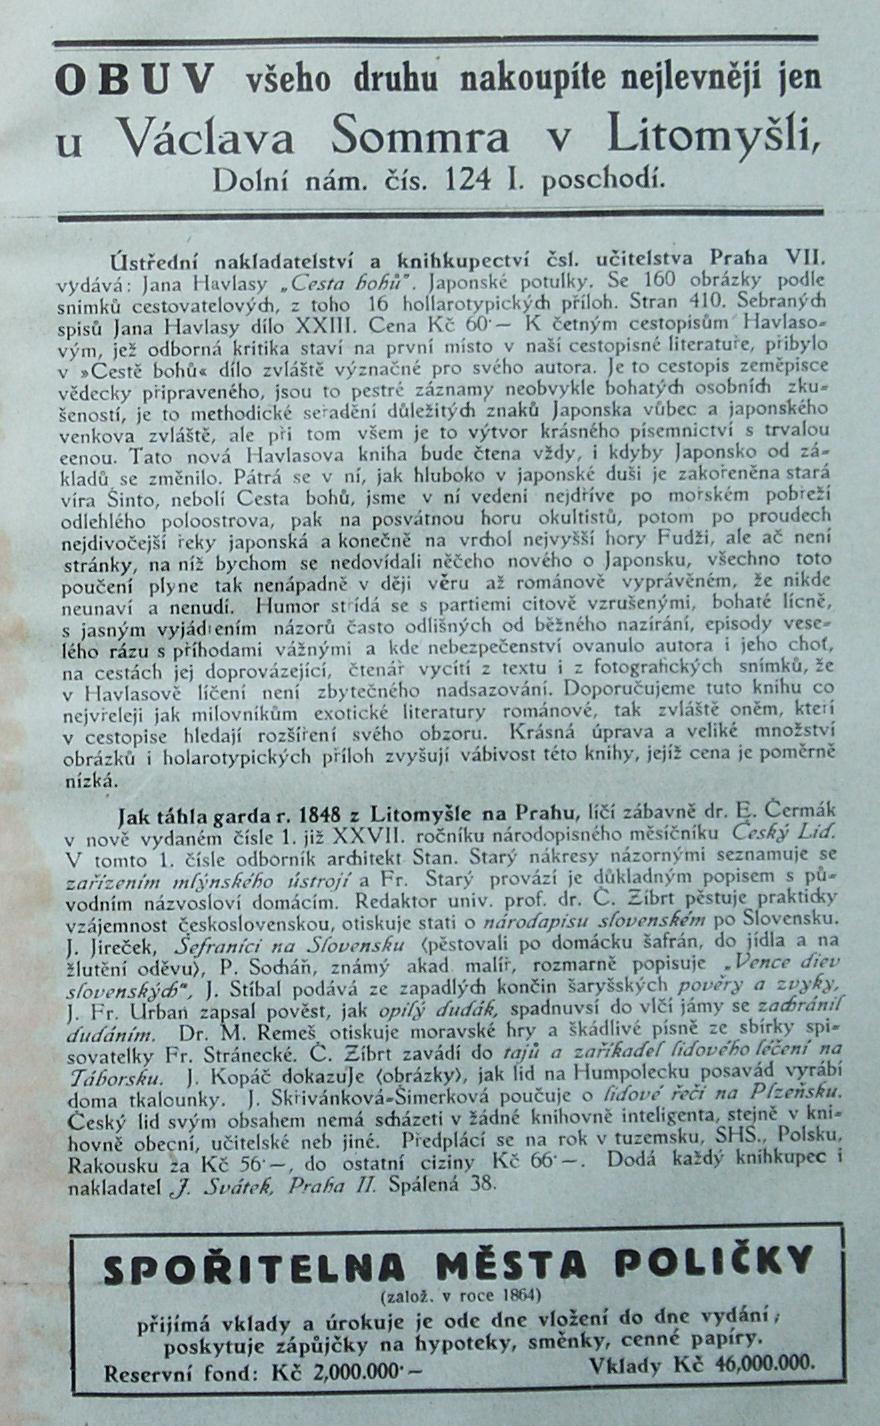 OBUV všeho druhu nakoupíte nejlevněji jen
u Václava Sommra v Litomyšli,
Dolní nám. čís. 124 I. poschodí.
Ústřední nakladatelství a knihkupectví čsl. učitelstva Praha VII.
vydává: Jana Havlasy „Cesta bohů". Japonské potulky. Se 160 obrázky podle
snímků cestovatelových, z toho 16 hollarotypických příloh. Stran 410. Sebraných
spisů Jana Havlasy dílo XXIII. Cena Kč 60·— K četným cestopisům Havlaso-
vým, jež odborná kritika staví na první místo v naší cestopisné literatuře, přibylo
v »Cestě bohů« dílo zvláště význačné pro svého autora. Je to cestopis zeměpisce
vědecky připraveného, jsou to pestré záznamy neobvykle bohatých osobních zku-
šeností, je to methodické seřadění důležitých znaků Japonska vůbec a japonského
venkova zvláště, ale při tom všem je to výtvor krásného písemnictví s trvalou
eenou. Tato nová Havlasova kniha bude čtena vždy, i kdyby Japonsko od zá-
kladů se změnilo. Pátrá se v ní, jak hluboko v japonské duši je zakořeněna stará
víra Šinto, neboli Cesta bohů, jsme v ní vedeni nejdříve po mořském pobřeží
odlehlého poloostrova, pak na posvátnou horu okultistů, potom po proudech
nejdivočejší řeky japonská a konečně na vrchol nejvyšší hory Fudži, ale ač není
stránky, na níž bychom se nedovídali něčeho nového o Japonsku, všechno toto
poučení plyne tak nenápadně v ději věru až románově vyprávěném, že nikde
neunaví a nenudí. Humor střídá se s partiemi citově vzrušenými, bohaté lícně,
s jasným vyjádřením názorů často odlišných od běžného nazírání, episody vese-
lého rázu s příhodami vážnými a kde nebezpečenství ovanulo autora i jeho choť,
na cestách jej doprovázející, čtenář vycítí z textu i z fotografických snímků, že
v Havlasově líčení není zbytečného nadsazování. Doporučujeme tuto knihu co
nejvřeleji jak milovníkům exotické literatury románové, tak zvláště oněm, kteří
v cestopise hledají rozšíření svého obzoru. Krásná úprava a veliké množství
obrázků i holarotypických příloh zvyšují vábivost této knihy, jejíž cena je poměrně
nízká.
Jak táhla garda r. 1848 z Litomyšle na Prahu, líčí zábavně dr. E. Čermák
v nově vydaném čísle 1. již XXVII. ročníku národopisného měsíčníku Český Lid.
V tomto 1. čísle odborník architekt Stan. Starý nákresy názornými seznamuje se
zařízením mlýnského ústrojí a Fr. Starý provází je důkladným popisem s pů-
vodním názvosloví domácím. Redaktor univ. prof. dr. Č. Zíbrt pěstuje prakticky
vzájemnost československou, otiskuje stati o národapisu slovenském po Slovensku.
J. Jireček, Šefraníci na Slovensku (pěstovali po domácku šafrán, do jídla a na
žlutění oděvu), P. Socháň, známý akad malíř, rozmarně popisuje „Vence diev
slovenských", J. Stíbal podává ze zapadlých končin šaryšských pověry a zvyky,
J. Fr. Urban zapsal pověst, jak opilý dudák, spadnuvsí do vlčí jámy se zachránil
dudáním. Dr. M. Remeš otiskuje moravské hry a škádlivé písně ze sbírky spi-
sovatelky Fr. Stránecké. Č. Zíbrt zavádí do tajů a zaříkadel lidového léčení na
Táborsku. J. Kopáč dokazuje (obrázky), jak lid na Humpolecku posavád vyrábí
doma tkalounky. J. Skřivánková-Šimerková poučuje o lidové řeči na Plzeňsku.
Český lid svým obsahem nemá scházeti v žádné knihovně inteligenta, stejně v kni-
hovně obecní, učitelské neb jiné. Předplácí se na rok v tuzemsku, SHS., Polsku,
Rakousku za Kč 56·—, do ostatní ciziny Kč 66·—. Dodá každý knihkupec i
nakladatel J. Svátek, Praha II. Spálená 38.
SPOŘITELNA MĚSTA POLIČKY
(založ. v roce 1864)
přijímá vklady a úrokuje je ode dne vložení do dne vydání;
poskytuje zápůjčky na hypoteky, směnky, cenné papíry.
Reservní fond: Kč 2,000.000·— Vklady Kč 46,000.000.